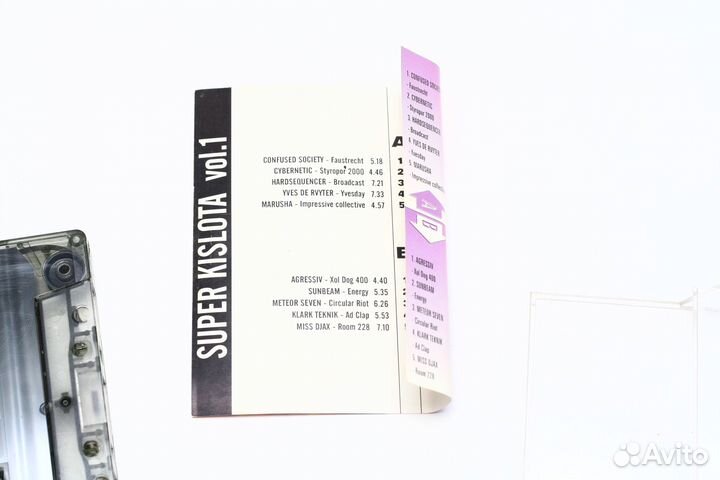 SUPER KISLOTA vol.1
A
CONFUSED SOCIETY - Faustrecht 5.18 1
CYBERNETIC - Styropor 2000 4.46 2
HARDSEQUENCER - Broadcast 7.21 3
YVES DE RVYTER - Yvesday 7.33 4
MARUSHA - Impressive collective 4.57 5
AGRESSIV - Xol Dog 400 4.40
SUNBEAM - Energy 5.35
METEOR SEVEN - Circular Riot 6.26
KLARK TEKNIK - Ad Clap 5.53
MISS DJAX - Room 228 7.10
1. CONFUSED SOCIE
- Faustrecht
2. CYBERNETIC
- Styropor 2000
3. HARDSEQUENCER
- Broadcast
4. YVES DE RUYTER
- Yvesday
5. MARUSHA
- Impressive collectiv
1. AGRESSIV
- Xol Dog 400
2. SUNBEAM
- Energy
3. METEOR SEVEN
- Circular Riot
4. KLARK TEKNIK
- Ad Clap
5. MISS DJAX
Room 228
Avito